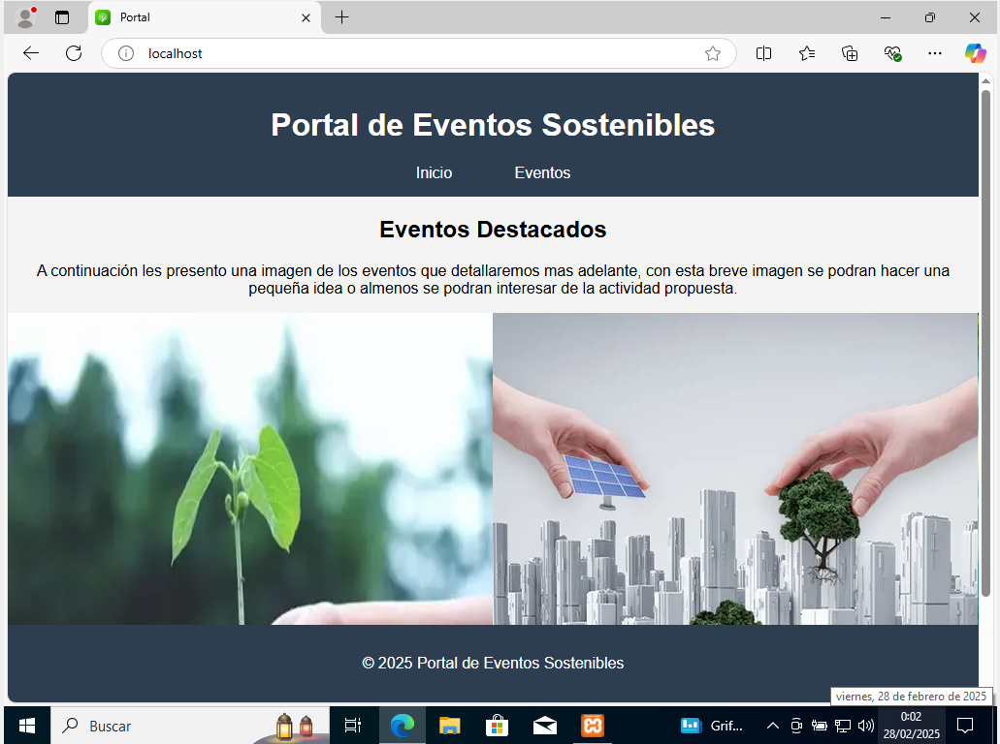 Portal
localhost
Portal de Eventos Sostenibles
Inicio Eventos
Eventos Destacados
A continuación les presento una imagen de los eventos que detallaremos mas adelante, con esta breve imagen se podran hacer una
pequeña idea o almenos se podran interesar de la actividad propuesta.
© 2025 Portal de Eventos Sostenibles
viernes, 28 de febrero de 2025
Buscar
Grif...
0:02
28/02/2025